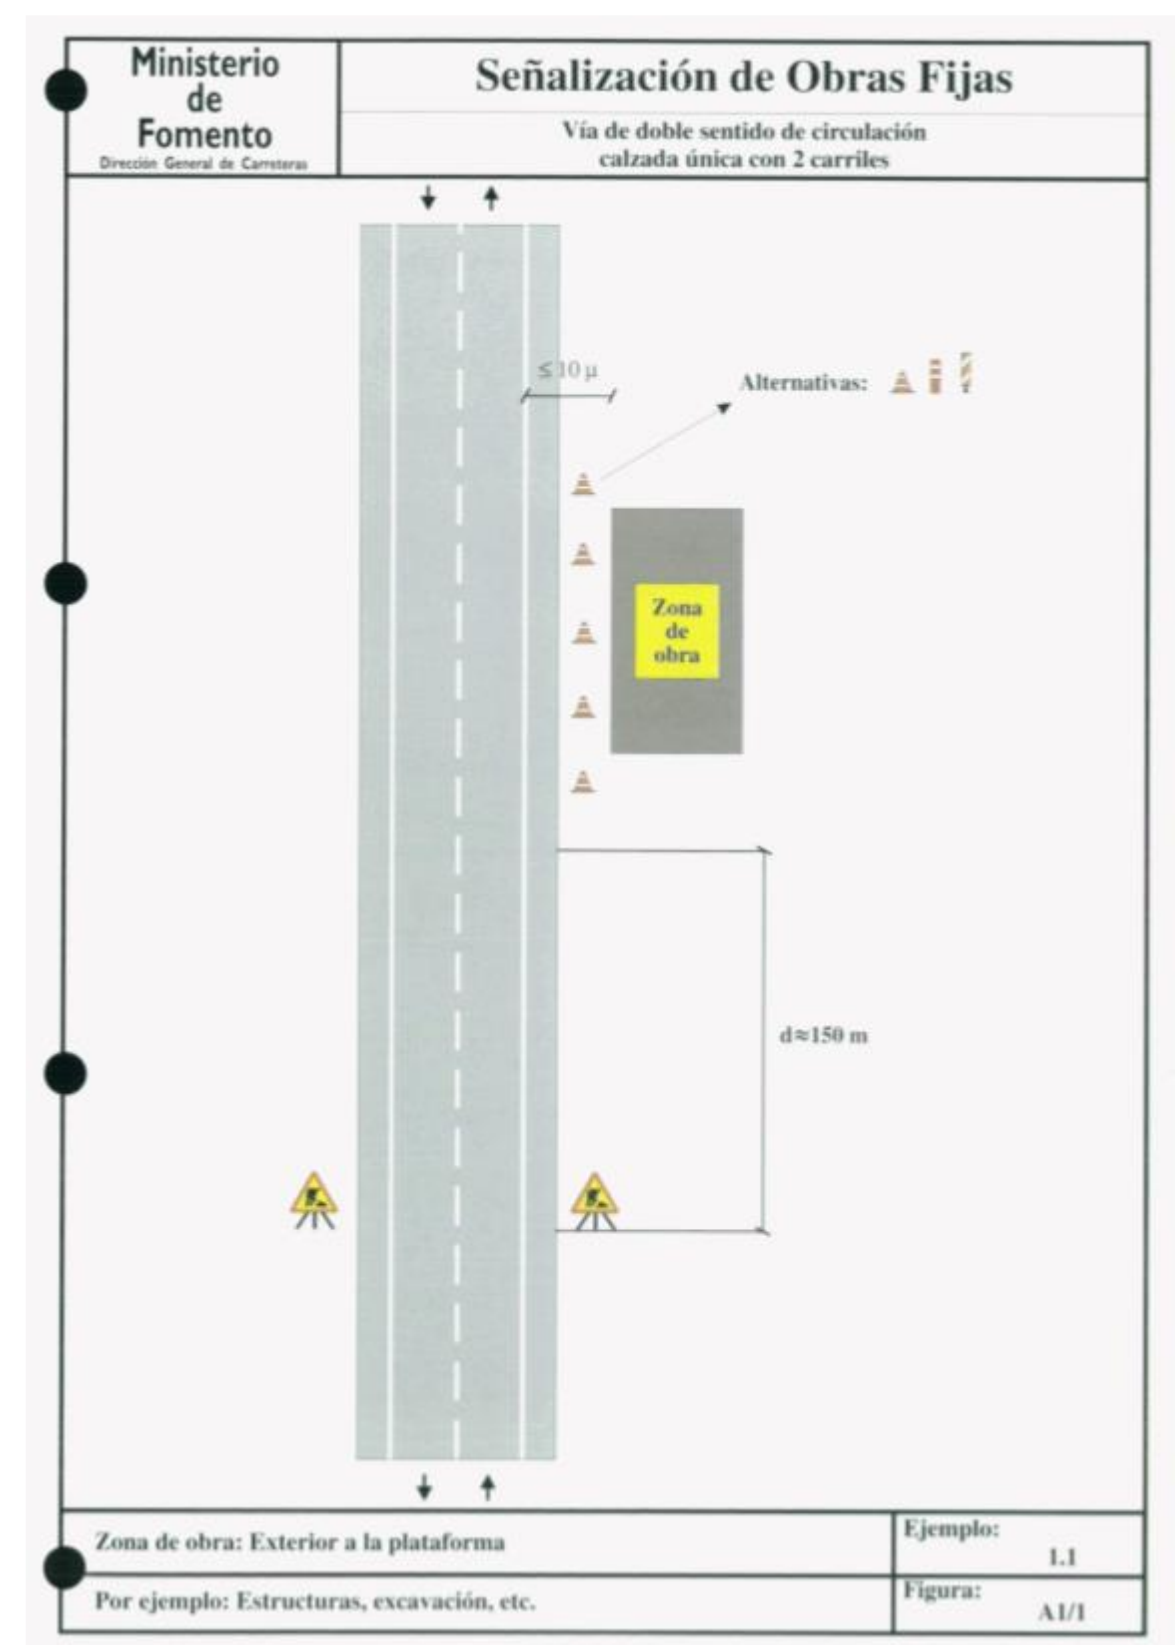 Ministerio
de
Fomento
Dirección General de Carreteras
Señalización de Obras Fijas
Vía de doble sentido de circulación
calzada única con 2 carriles
≤ 10 µ
Alternativas:
Zona
de
obra
d≈150 m
Zona de obra: Exterior a la plataforma
Ejemplo:
1.1
Por ejemplo: Estructuras, excavación, etc.
Figura:
A1/1